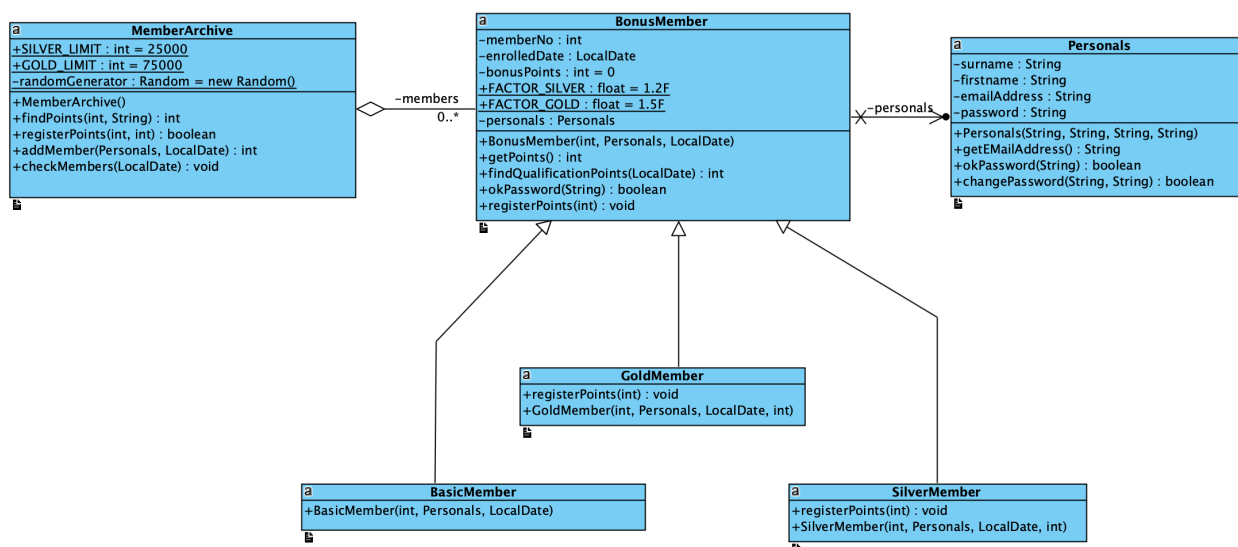 a
MemberArchive
+SILVER_LIMIT : int = 25000
+GOLD_LIMIT : int = 75000
-randomGenerator : Random = new Random()
+MemberArchive()
+findPoints(int, String) : int
+registerPoints(int, int) : boolean
+addMember(Personals, LocalDate) : int
+checkMembers(LocalDate) : void
-members
0..*
a
BonusMember
-memberNo : int
-enrolledDate : LocalDate
-bonusPoints : int = 0
+FACTOR_SILVER : float = 1.2F
+FACTOR_GOLD : float = 1.5F
-personals : Personals
+BonusMember(int, Personals, LocalDate)
+getPoints() : int
+findQualificationPoints(LocalDate) : int
+okPassword(String) : boolean
+registerPoints(int) : void
-personals
a
Personals
-surname : String
-firstname : String
-emailAddress : String
-password : String
+Personals(String, String, String, String)
+getEMailAddress() : String
+okPassword(String) : boolean
+changePassword(String, String) : boolean
a
GoldMember
+registerPoints(int) : void
+GoldMember(int, Personals, LocalDate, int)
a
BasicMember
+BasicMember(int, Personals, LocalDate)
a
SilverMember
+registerPoints(int) : void
+SilverMember(int, Personals, LocalDate, int)